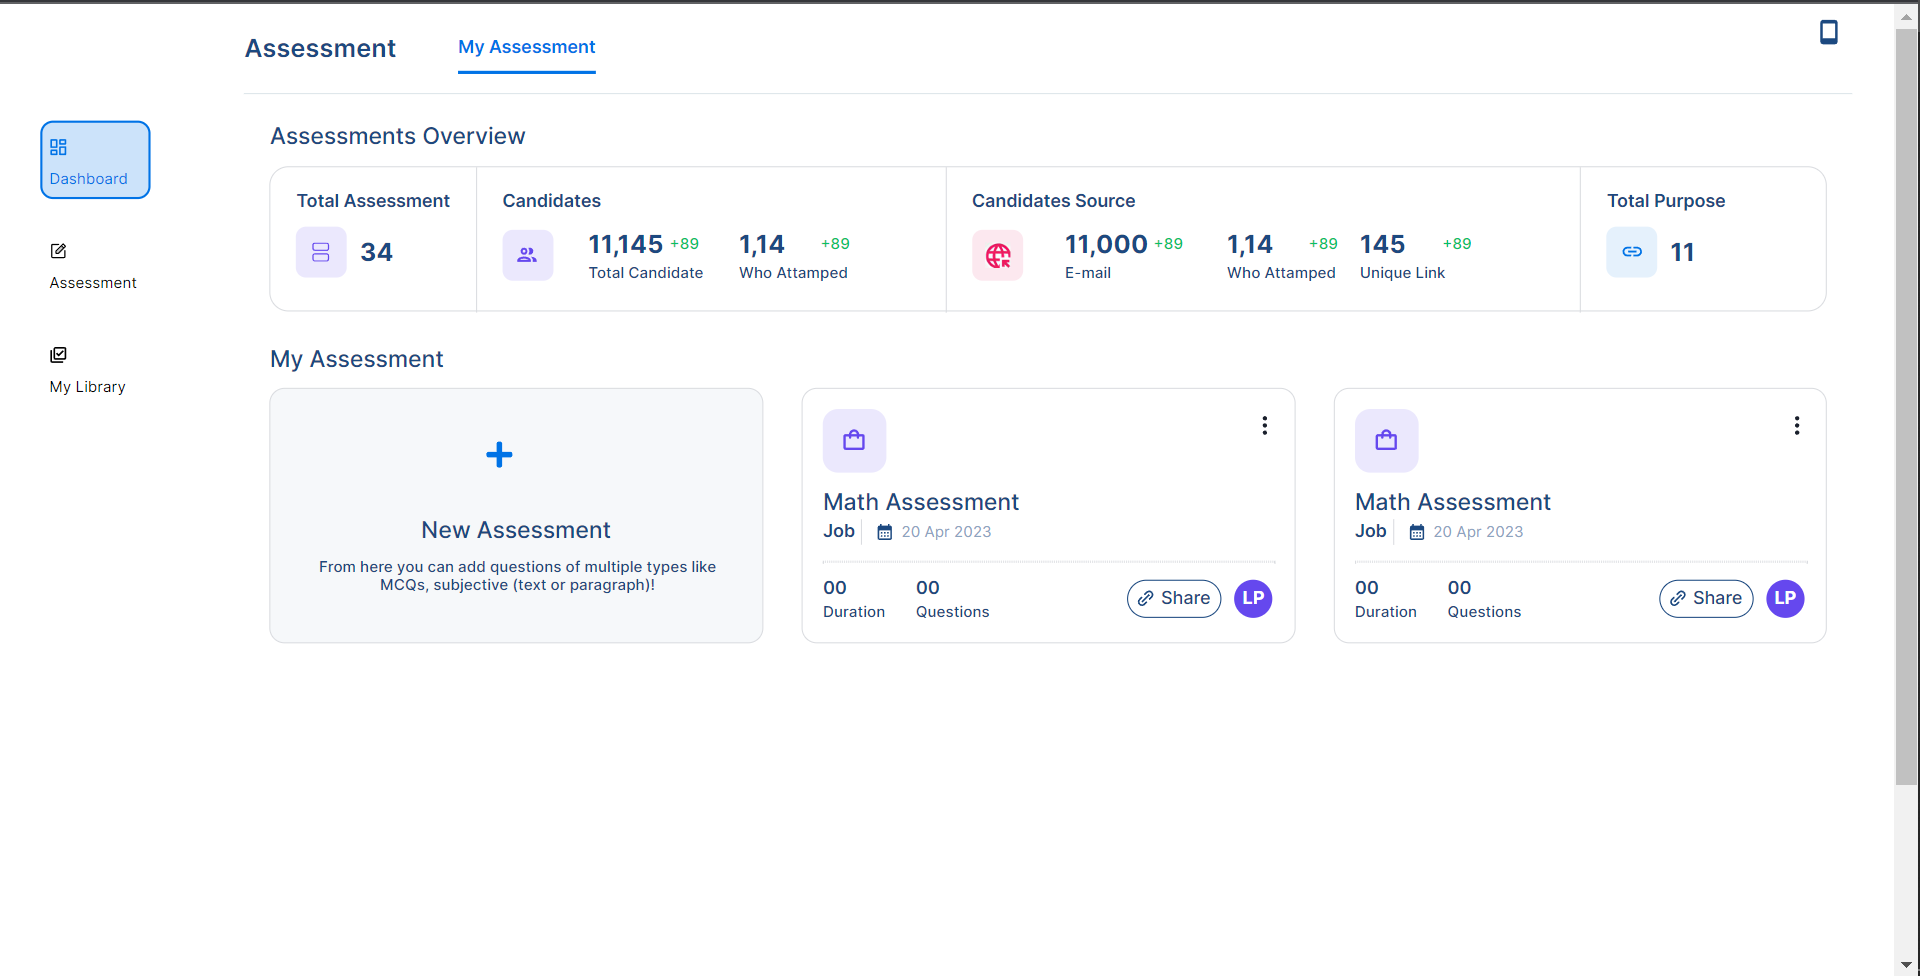 Assessment
My Assessment
Dashboard
Assessment
My Library
Assessments Overview
Total Assessment
34
Candidates
11,145 +89
Total Candidate
1,14 +89
Who Attamped
Candidates Source
11,000 +89
E-mail
1,14 +89
Who Attamped
145 +89
Unique Link
Total Purpose
11
My Assessment
New Assessment
From here you can add questions of multiple types like
MCQs, subjective (text or paragraph)!
Math Assessment
Job 20 Apr 2023
00
Duration
00
Questions
Share
LP
Math Assessment
Job 20 Apr 2023
00
Duration
00
Questions
Share
LP